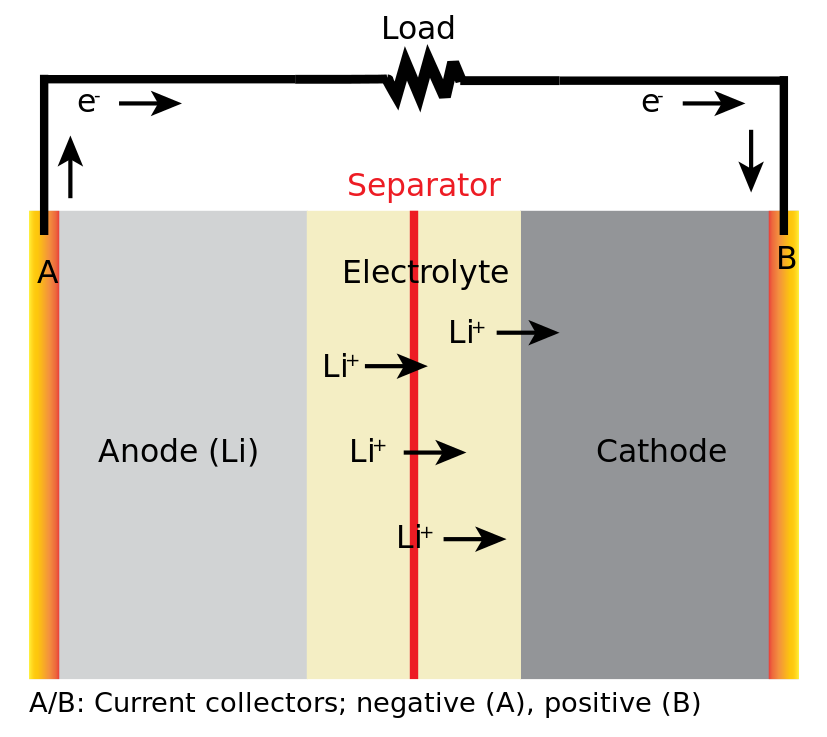 Load
e-
e-
Separator
A
B
Electrolyte
Li+
Li+
Anode (Li)
Li+
Cathode
Li+
A/B: Current collectors; negative (A), positive (B)